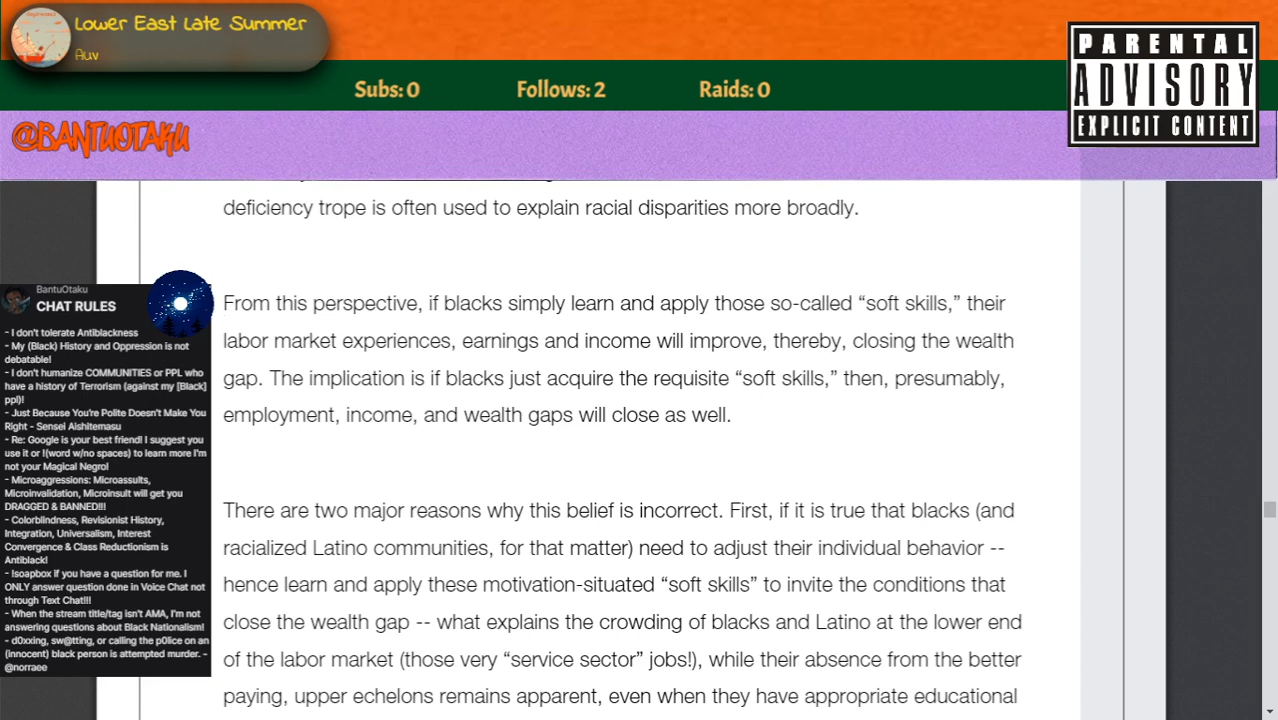 Lower East Late Summer
Auv
PARENTAL
ADVISORY
EXPLICIT CONTENT
Subs: 0
Follows: 2
Raids: 0
@BANTUOTAKU
deficiency trope is often used to explain racial disparities more broadly.
From this perspective, if blacks simply learn and apply those so-called “soft skills,” their
labor market experiences, earnings and income will improve, thereby, closing the wealth
gap. The implication is if blacks just acquire the requisite “soft skills,” then, presumably,
employment, income, and wealth gaps will close as well.
There are two major reasons why this belief is incorrect. First, if it is true that blacks (and
racialized Latino communities, for that matter) need to adjust their individual behavior --
hence learn and apply these motivation-situated “soft skills” to invite the conditions that
close the wealth gap -- what explains the crowding of blacks and Latino at the lower end
of the labor market (those very “service sector” jobs!), while their absence from the better
paying, upper echelons remains apparent, even when they have appropriate educational
BantuOtaku
CHAT RULES
- I don't tolerate Antiblackness
- My (Black) History and Oppression is not
debatable!
- I don't humanize COMMUNITIES or PPL who
have a history of Terrorism (against my [Black]
ppl)!
- Just Because You're Polite Doesn't Make You
Right - Sensei Aishitemasu
- Re: Google is your best friend! I suggest you
use it or !(word w/no spaces) to learn more I'm
not your Magical Negro!
- Microaggressions: Microassults,
Microinvalidation, Microinsult will get you
DRAGGED & BANNED!!!
- Colorblindness, Revisionist History,
Integration, Universalism, Interest
Convergence & Class Reductionism is
Antiblack!
- !soapbox if you have a question for me. I
ONLY answer question done in Voice Chat not
through Text Chat!!!
- When the stream title/tag isn't AMA, I'm not
answering questions about Black Nationalism!
- d0xxing, sw@tting, or calling the p0lice on an
(innocent) black person is attempted murder. -
@norraee